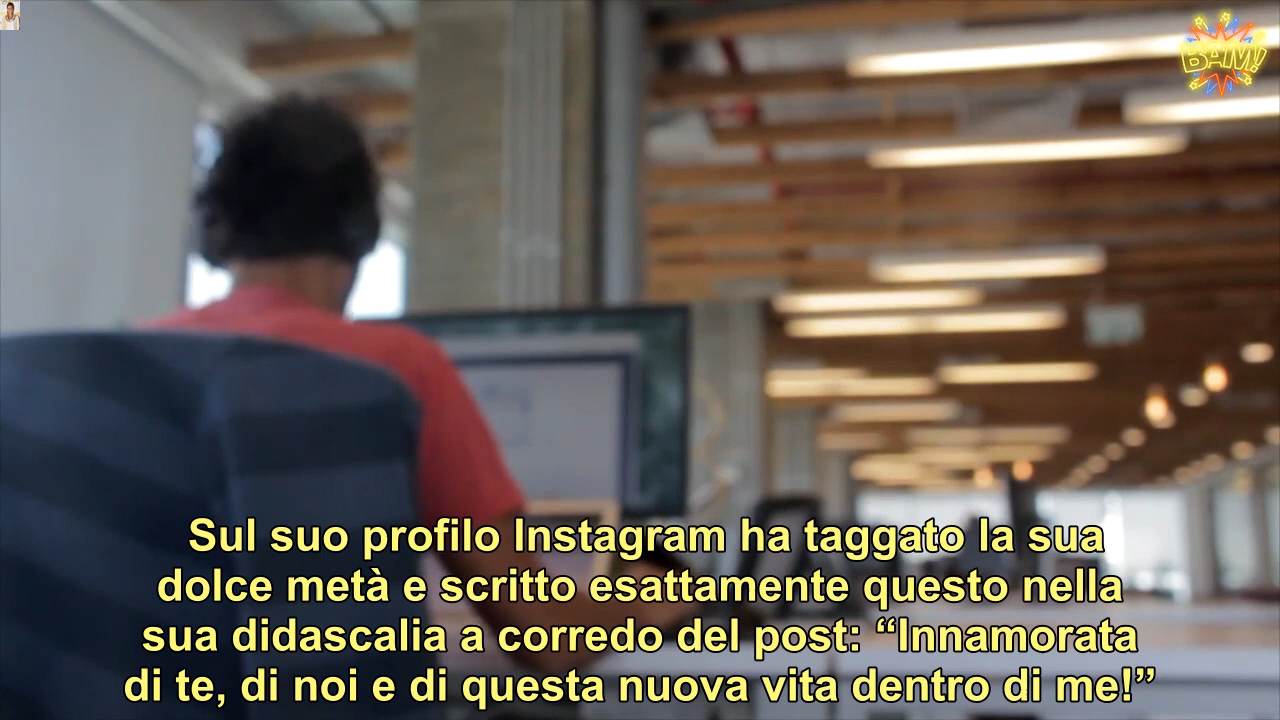 BAM!
Sul suo profilo Instagram ha taggato la sua
dolce metà e scritto esattamente questo nella
sua didascalia a corredo del post: “Innamorata
di te, di noi e di questa nuova vita dentro di me!”